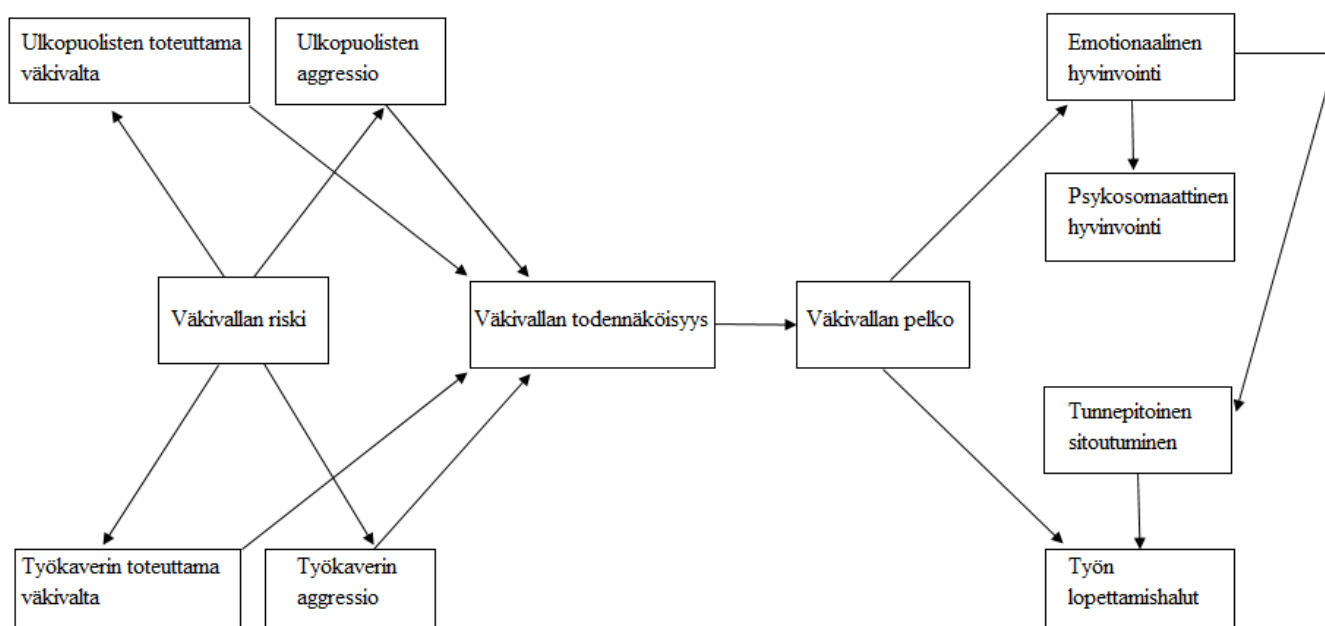 Ulkopuolisten toteuttama
väkivalta
Ulkopuolisten
aggressio
Emotionaalinen
hyvinvointi
Psykosomaattinen
hyvinvointi
Väkivallan riski
Väkivallan todennäköisyys
Väkivallan pelko
Tunnepitoinen
sitoutuminen
Työkaverin toteuttama
väkivalta
Työkaverin
aggressio
Työn
lopettamishalut